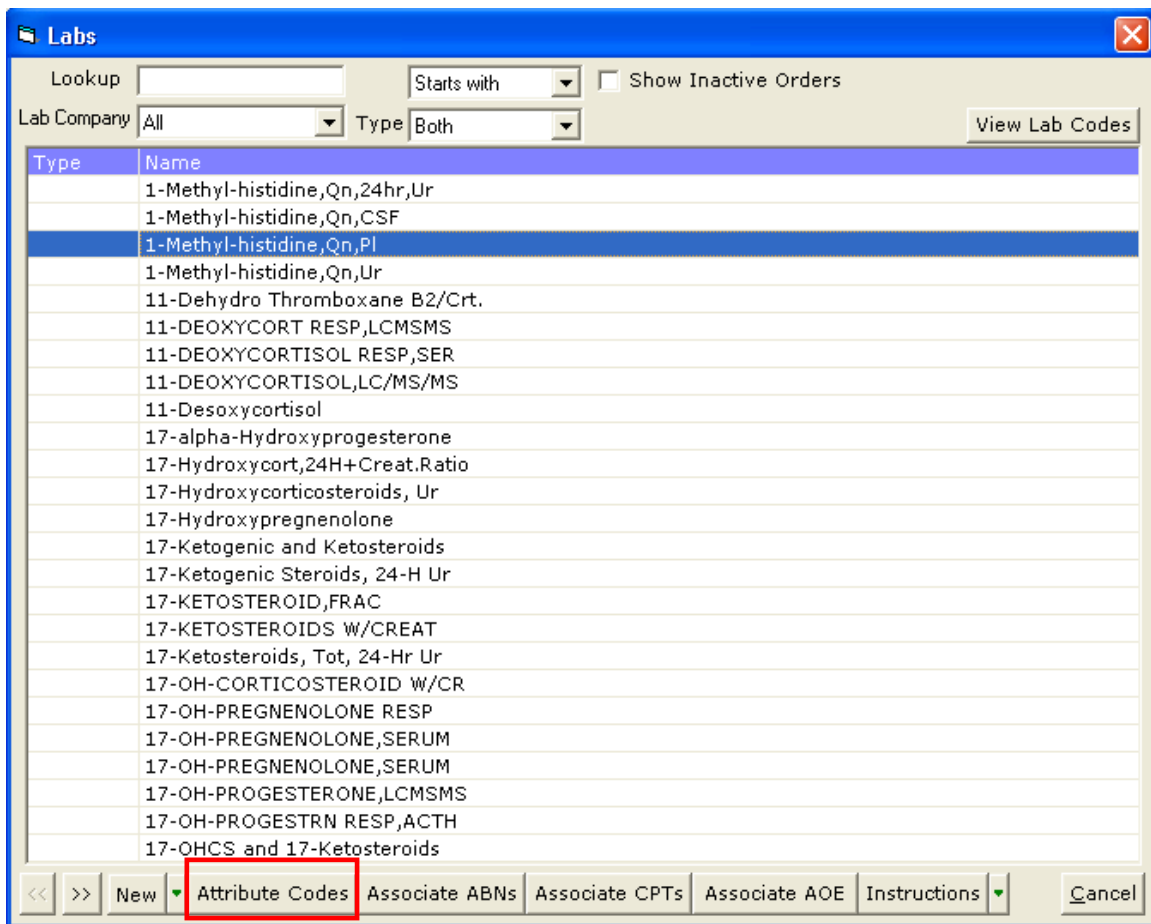 Labs
Lookup Starts with Show Inactive Orders
Lab Company All Type Both View Lab Codes
Type Name
1-Methyl-histidine,Qn,24hr,Ur
1-Methyl-histidine,Qn,CSF
1-Methyl-histidine,Qn,Pl
1-Methyl-histidine,Qn,Ur
11-Dehydro Thromboxane B2/Crt.
11-DEOXYCORT RESP,LCMSMS
11-DEOXYCORTISOL RESP,SER
11-DEOXYCORTISOL,LC/MS/MS
11-Desoxycortisol
17-alpha-Hydroxyprogesterone
17-Hydroxycort,24H+Creat.Ratio
17-Hydroxycorticosteroids, Ur
17-Hydroxypregnenolone
17-Ketogenic and Ketosteroids
17-Ketogenic Steroids, 24-H Ur
17-KETOSTEROID,FRAC
17-KETOSTEROIDS W/CREAT
17-Ketosteroids, Tot, 24-Hr Ur
17-OH-CORTICOSTEROID W/CR
17-OH-PREGNENOLONE RESP
17-OH-PREGNENOLONE,SERUM
17-OH-PREGNENOLONE,SERUM
17-OH-PROGESTERONE,LCMSMS
17-OH-PROGESTRN RESP,ACTH
17-OHCS and 17-Ketosteroids
<< >> New Attribute Codes Associate ABNs Associate CPTs Associate AOE Instructions Cancel